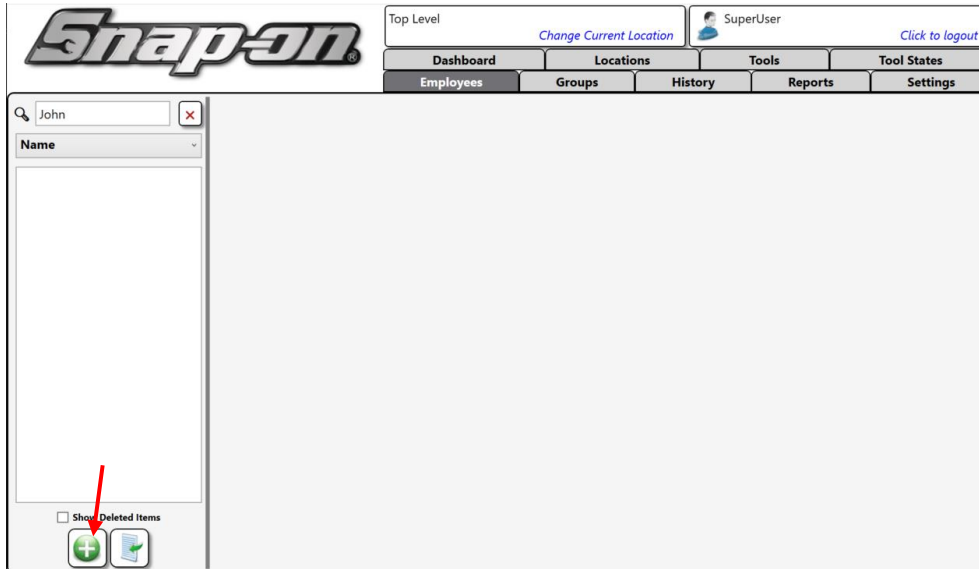 Snap-on®
Top Level
Change Current Location
SuperUser
Click to logout
Dashboard
Locations
Tools
Tool States
Employees
Groups
History
Reports
Settings
John
Name
Show Deleted Items